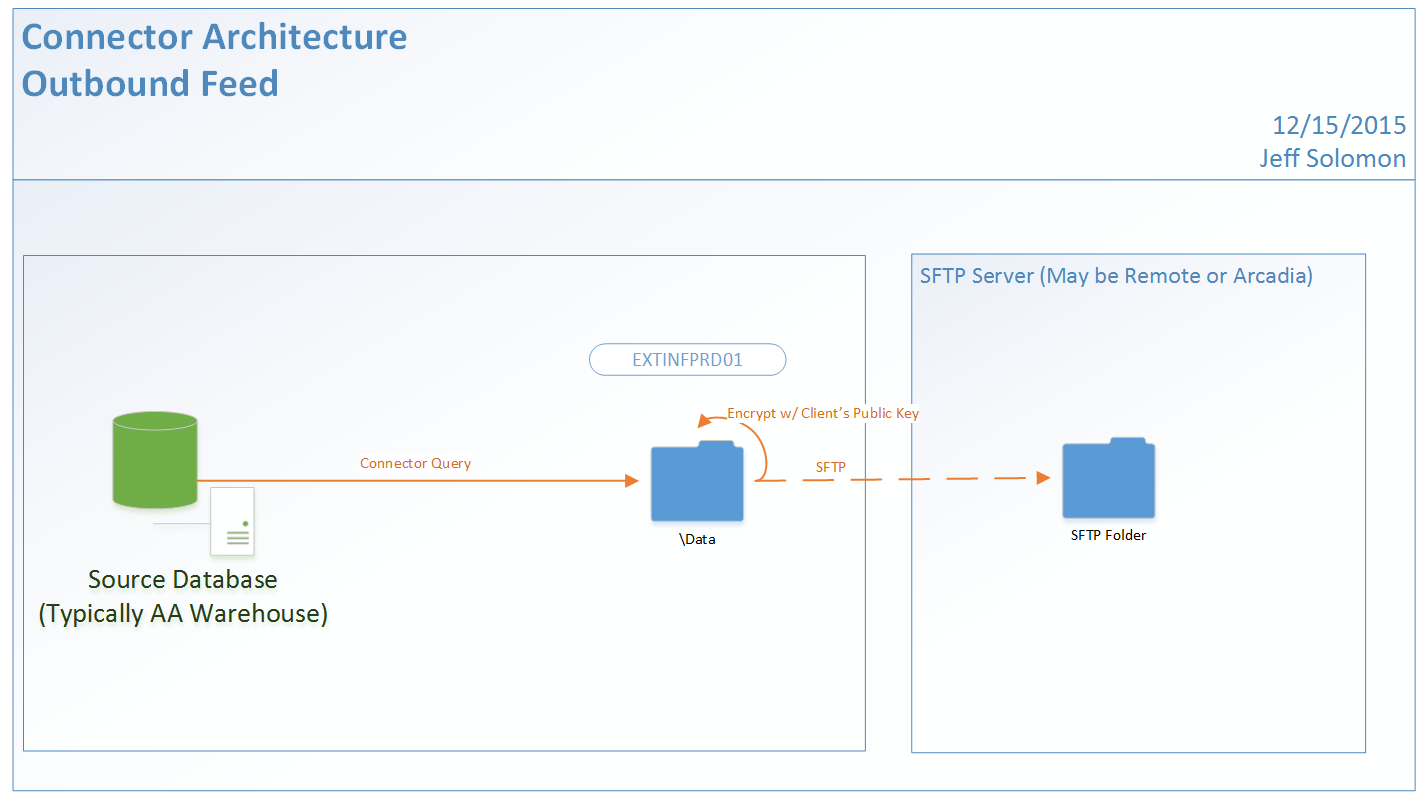 Connector Architecture
Outbound Feed
12/15/2015
Jeff Solomon
SFTP Server (May be Remote or Arcadia)
EXTINFPRD01
Encrypt w/ Client's Public Key
Connector Query
SFTP
\Data
SFTP Folder
Source Database
(Typically AA Warehouse)